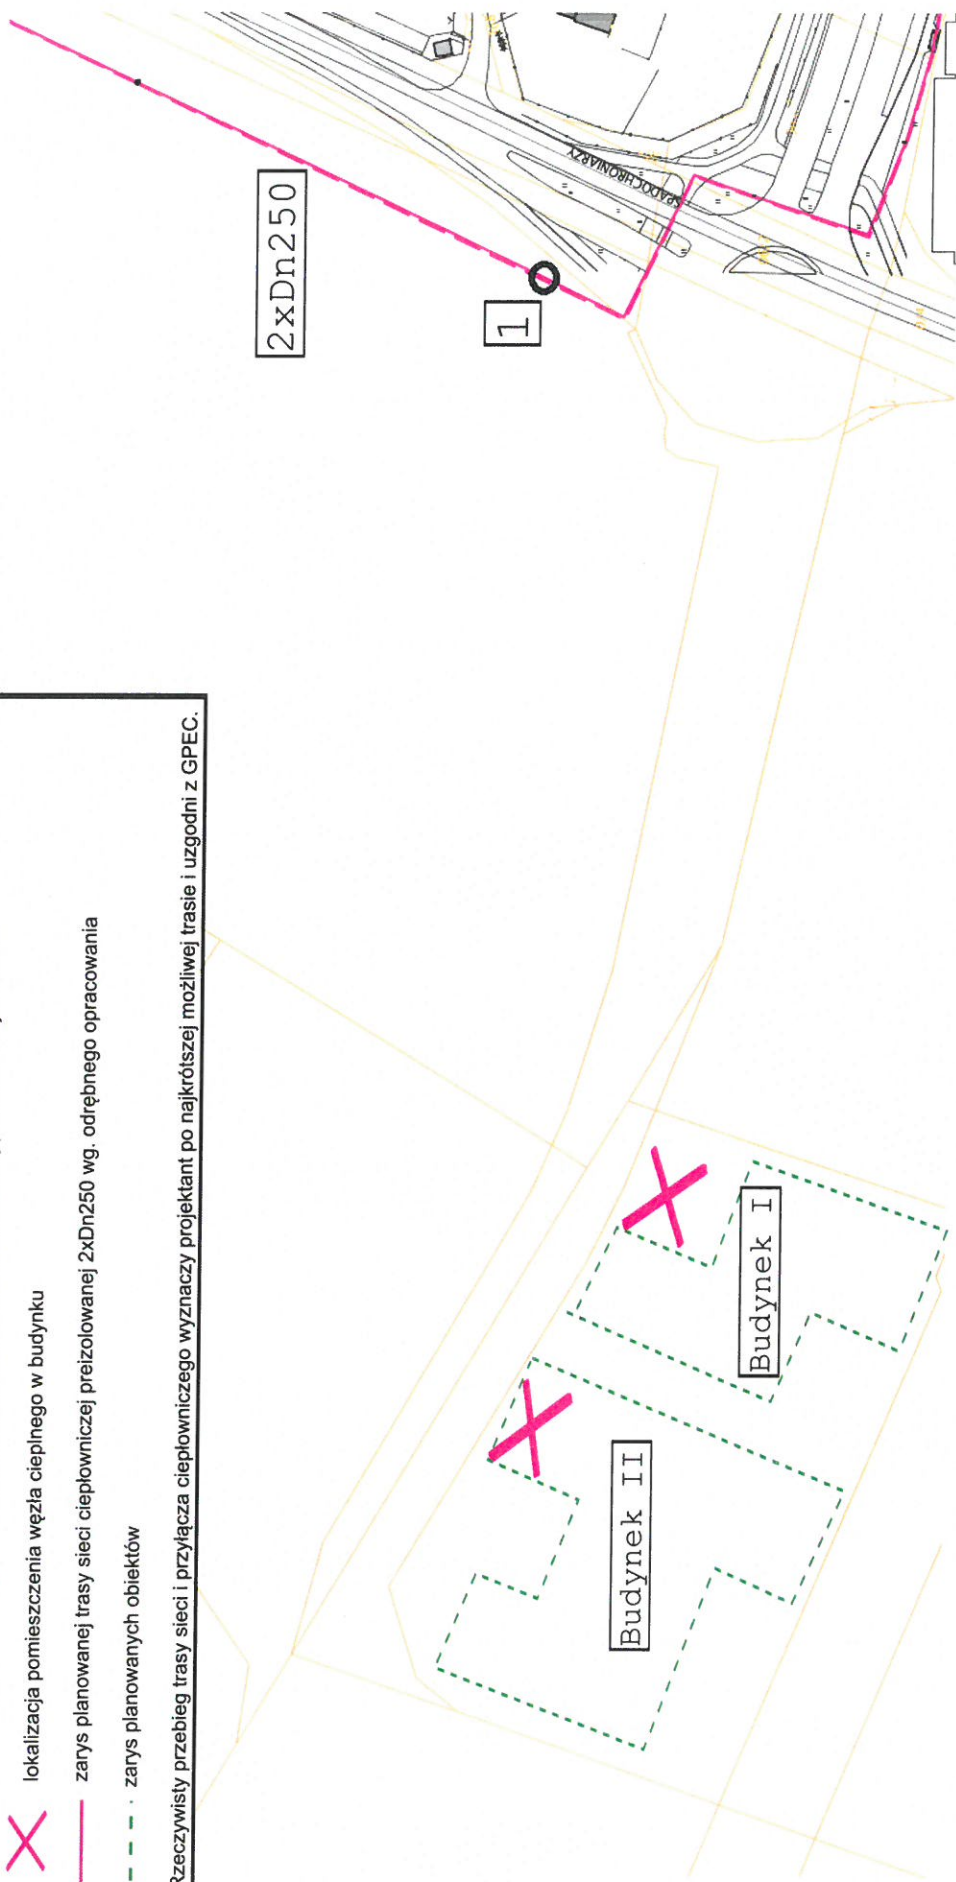 lokalizacja pomieszczenia węzła cieplnego w budynku
zarys planowanej trasy sieci ciepłowniczej preizolowanej 2xDn250 wg. odrębnego opracowania
zarys planowanych obiektów
Rzeczywisty przebieg trasy sieci i przyłącza ciepłowniczego wyznaczy projektant po najkrótszej możliwej trasie i uzgodni z GPEC.
2xDn250
1
SPADOCHRONIARZY
Budynek I
Budynek II